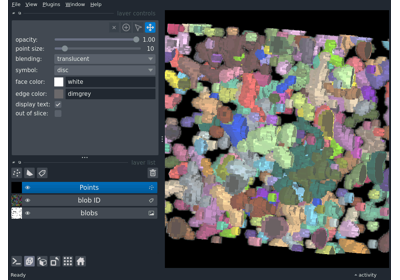 File View Plugins Window Help
layer controls
opacity: 1.00
point size: 10
blending: translucent
symbol: disc
face color: white
edge color: dimgrey
display text:
out of slice:
layer list
Points
blob ID
blobs
Ready
activity